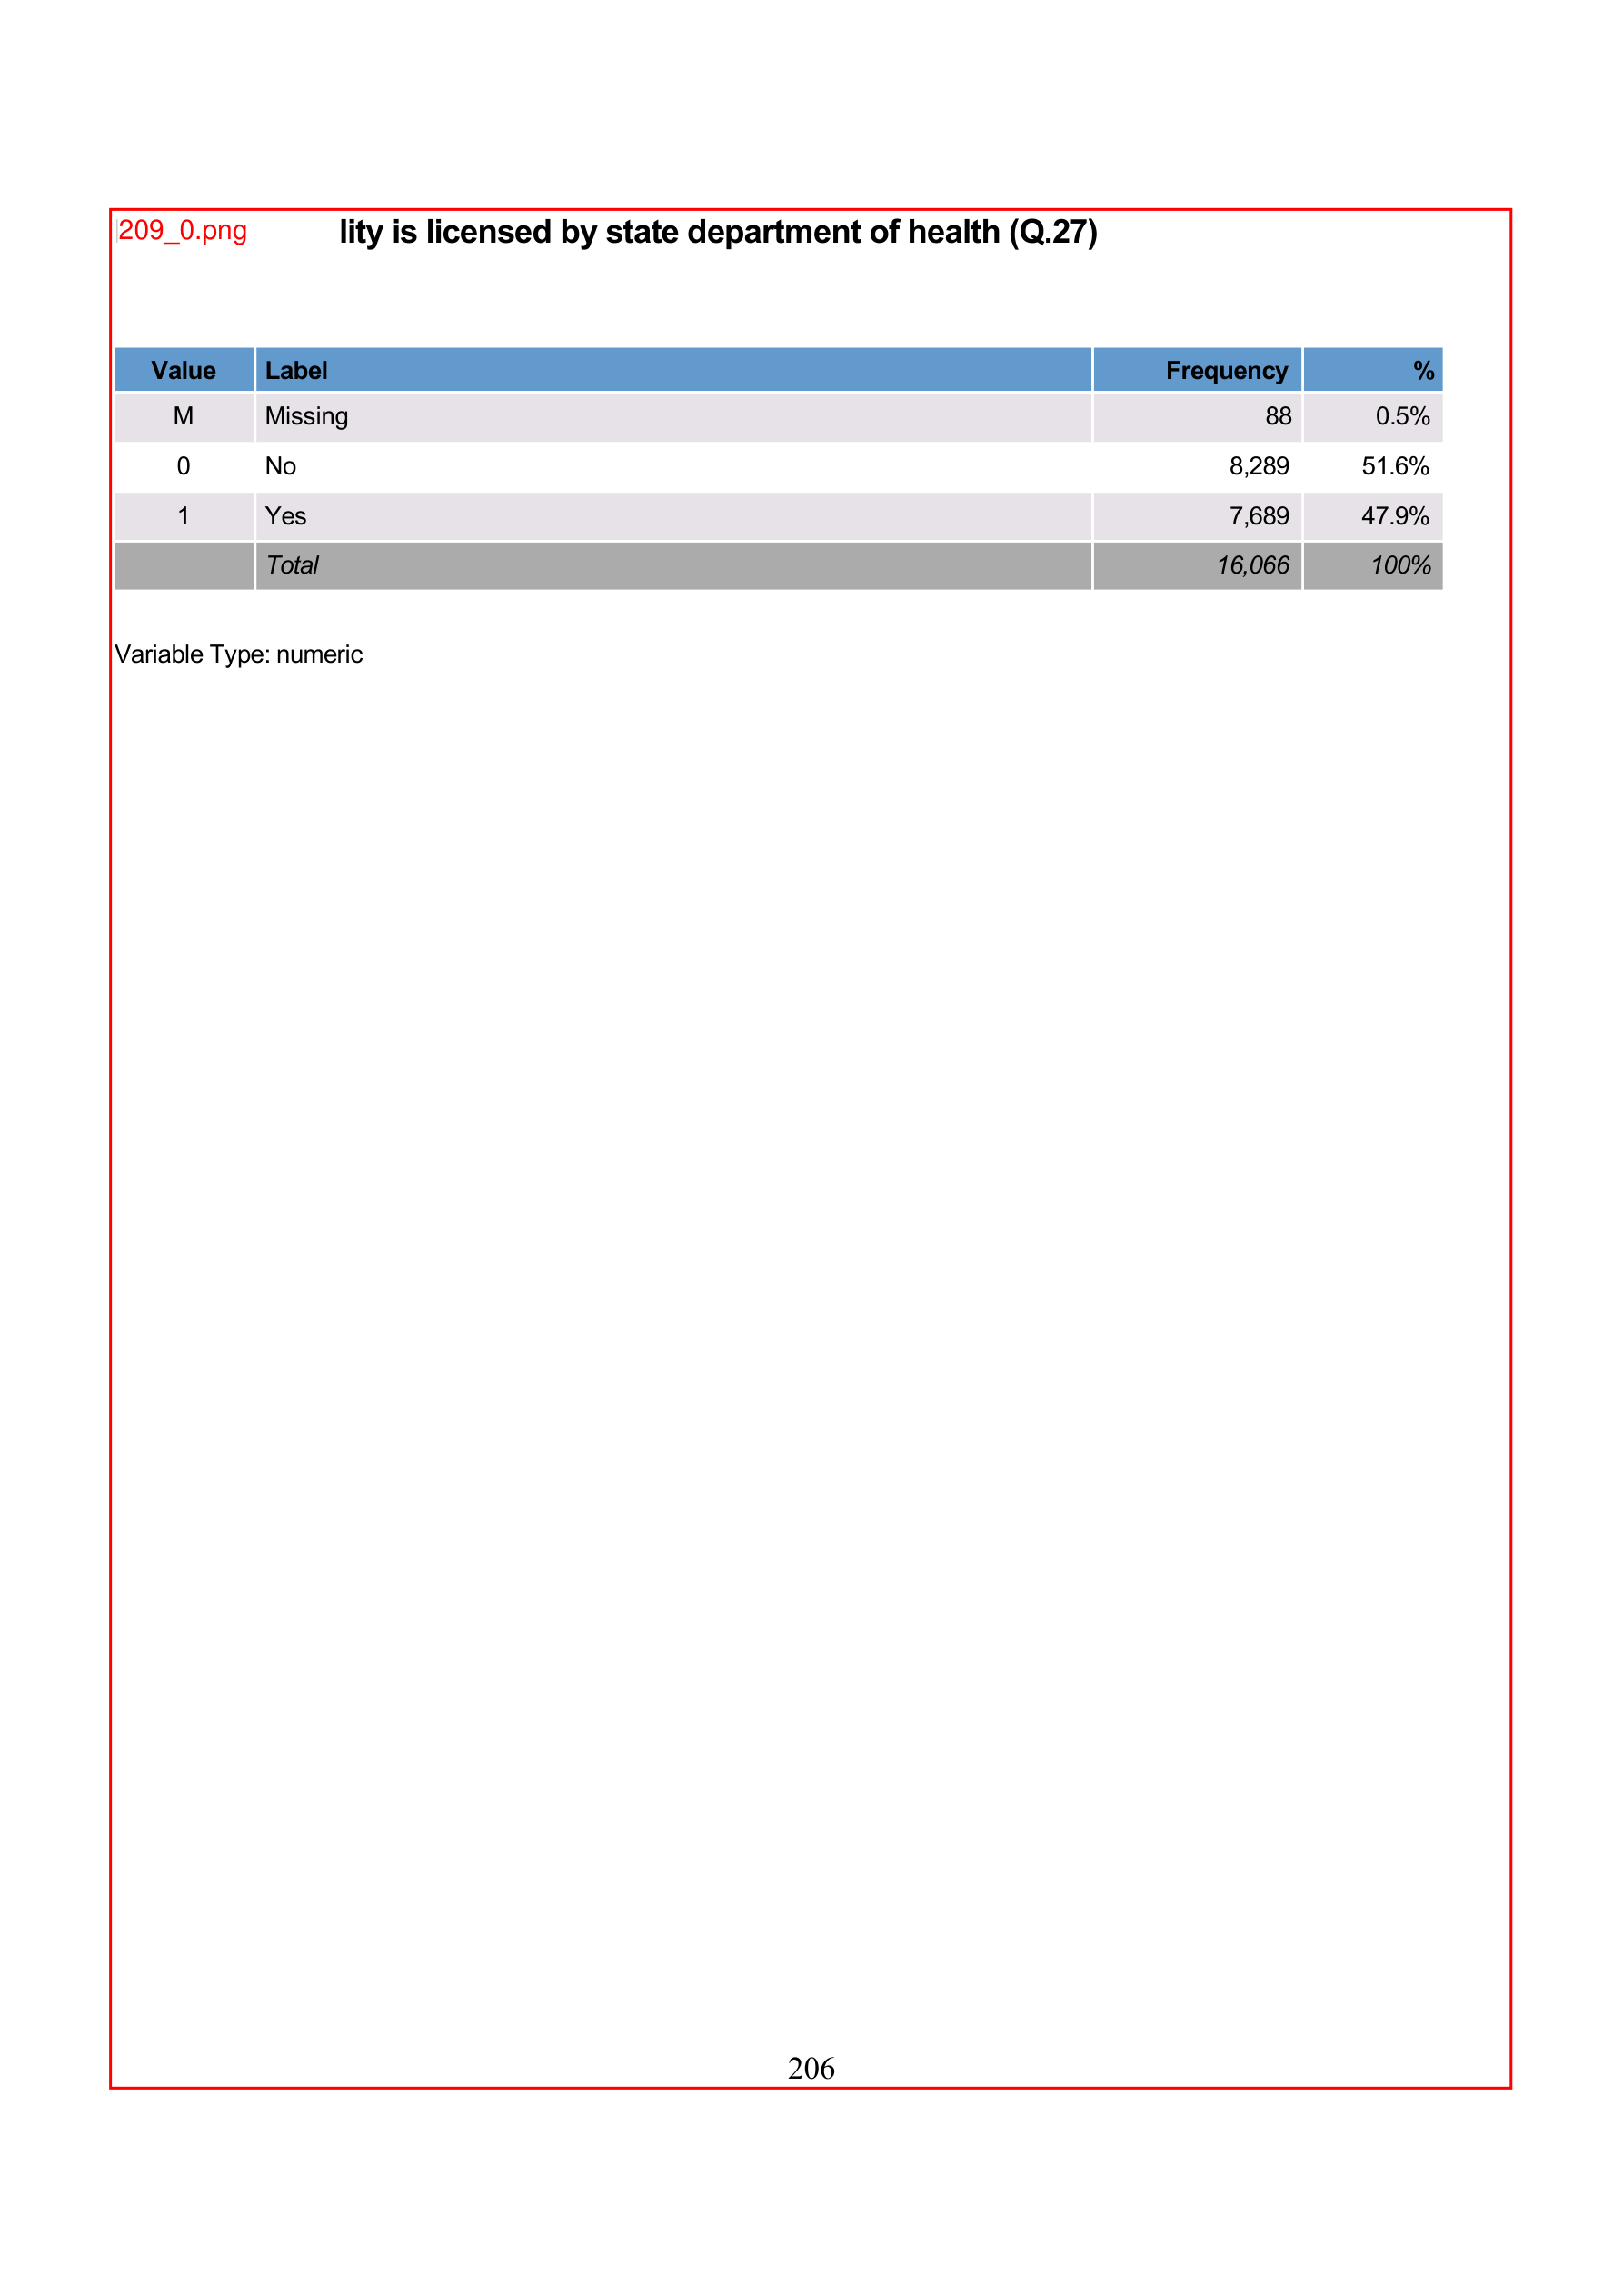 209_0.png lity is licensed by state department of health (Q.27)
Value Label Frequency %
M Missing 88 0.5%
0 No 8,289 51.6%
1 Yes 7,689 47.9%
Total 16,066 100%
Variable Type: numeric
206